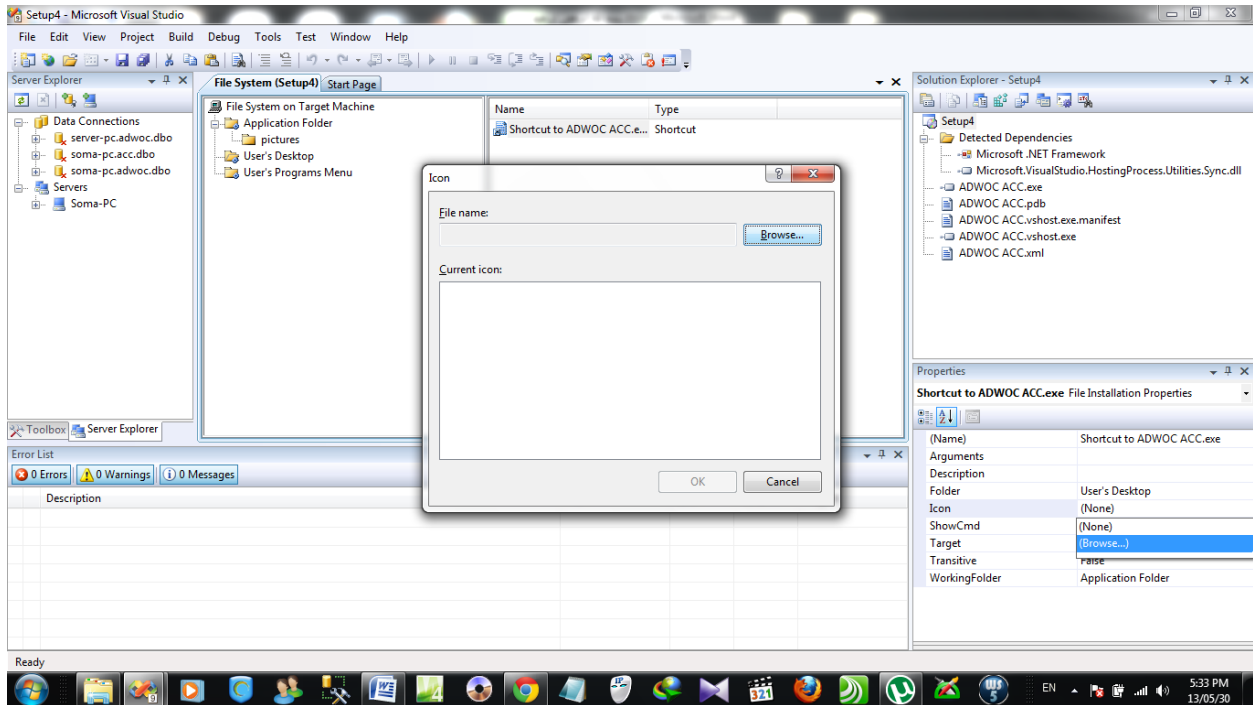 Setup4 - Microsoft Visual Studio
File Edit View Project Build Debug Tools Test Window Help
Server Explorer
Data Connections
server-pc.adwoc.dbo
soma-pc.acc.dbo
soma-pc.adwoc.dbo
Servers
Soma-PC
Toolbox Server Explorer
File System (Setup4) Start Page
File System on Target Machine
Application Folder
pictures
User's Desktop
User's Programs Menu
Name Type
Shortcut to ADWOC ACC.e... Shortcut
Icon
File name:
Browse...
Current icon:
OK Cancel
Solution Explorer - Setup4
Setup4
Detected Dependencies
Microsoft .NET Framework
Microsoft.VisualStudio.HostingProcess.Utilities.Sync.dll
ADWOC ACC.exe
ADWOC ACC.pdb
ADWOC ACC.vshost.exe.manifest
ADWOC ACC.vshost.exe
ADWOC ACC.xml
Properties
Shortcut to ADWOC ACC.exe File Installation Properties
(Name) Shortcut to ADWOC ACC.exe
Arguments
Description
Folder User's Desktop
Icon (None)
ShowCmd (None)
Target (Browse...)
Transitive False
WorkingFolder Application Folder
Error List
0 Errors 0 Warnings 0 Messages
Description
Ready
EN
5:33 PM
13/05/30